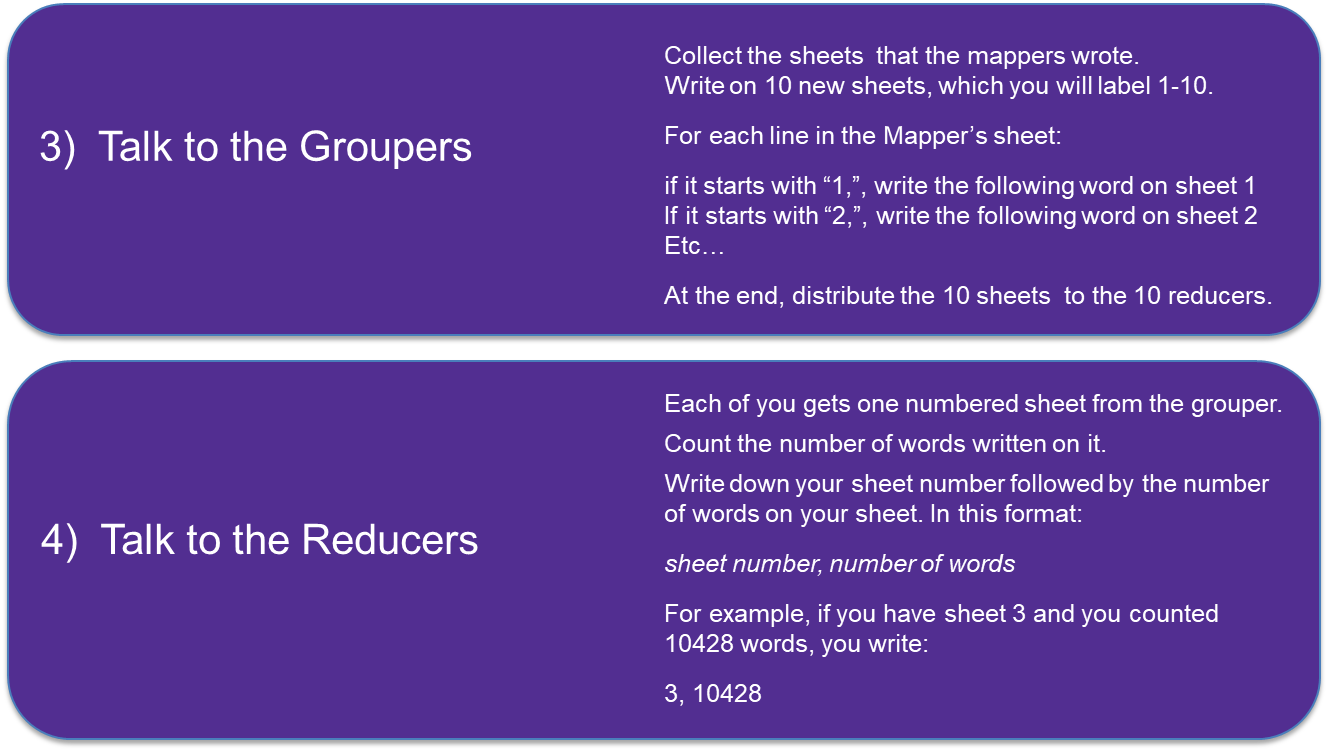 3) Talk to the Groupers
Collect the sheets that the mappers wrote.
Write on 10 new sheets, which you will label 1-10.
For each line in the Mapper’s sheet:
if it starts with “1,”, write the following word on sheet 1
If it starts with “2,”, write the following word on sheet 2
Etc…
At the end, distribute the 10 sheets to the 10 reducers.
4) Talk to the Reducers
Each of you gets one numbered sheet from the grouper.
Count the number of words written on it.
Write down your sheet number followed by the number
of words on your sheet. In this format:
sheet number, number of words
For example, if you have sheet 3 and you counted
10428 words, you write:
3, 10428